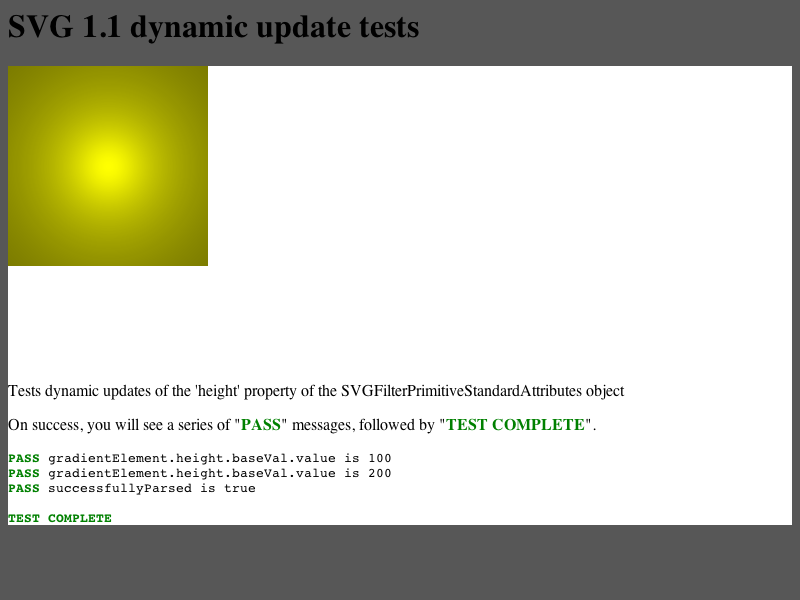 SVG 1.1 dynamic update tests
Tests dynamic updates of the 'height' property of the SVGFilterPrimitiveStandardAttributes object
On success, you will see a series of "PASS" messages, followed by "TEST COMPLETE".
PASS gradientElement.height.baseVal.value is 100
PASS gradientElement.height.baseVal.value is 200
PASS successfullyParsed is true
TEST COMPLETE